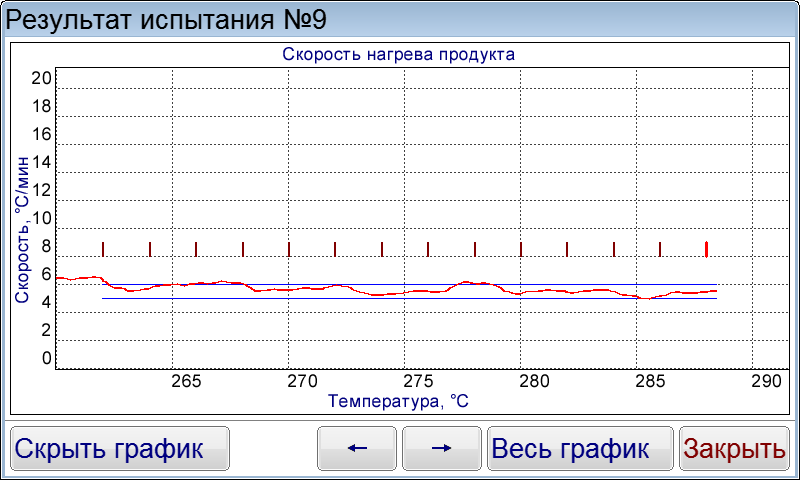 Результат испытания №9
Скорость нагрева продукта
20
18
16
14
12
10
8
6
4
2
0
Скорость, °C/мин
265 270 275 280 285 290
Температура, °C
Скрыть график ← → Весь график Закрыть